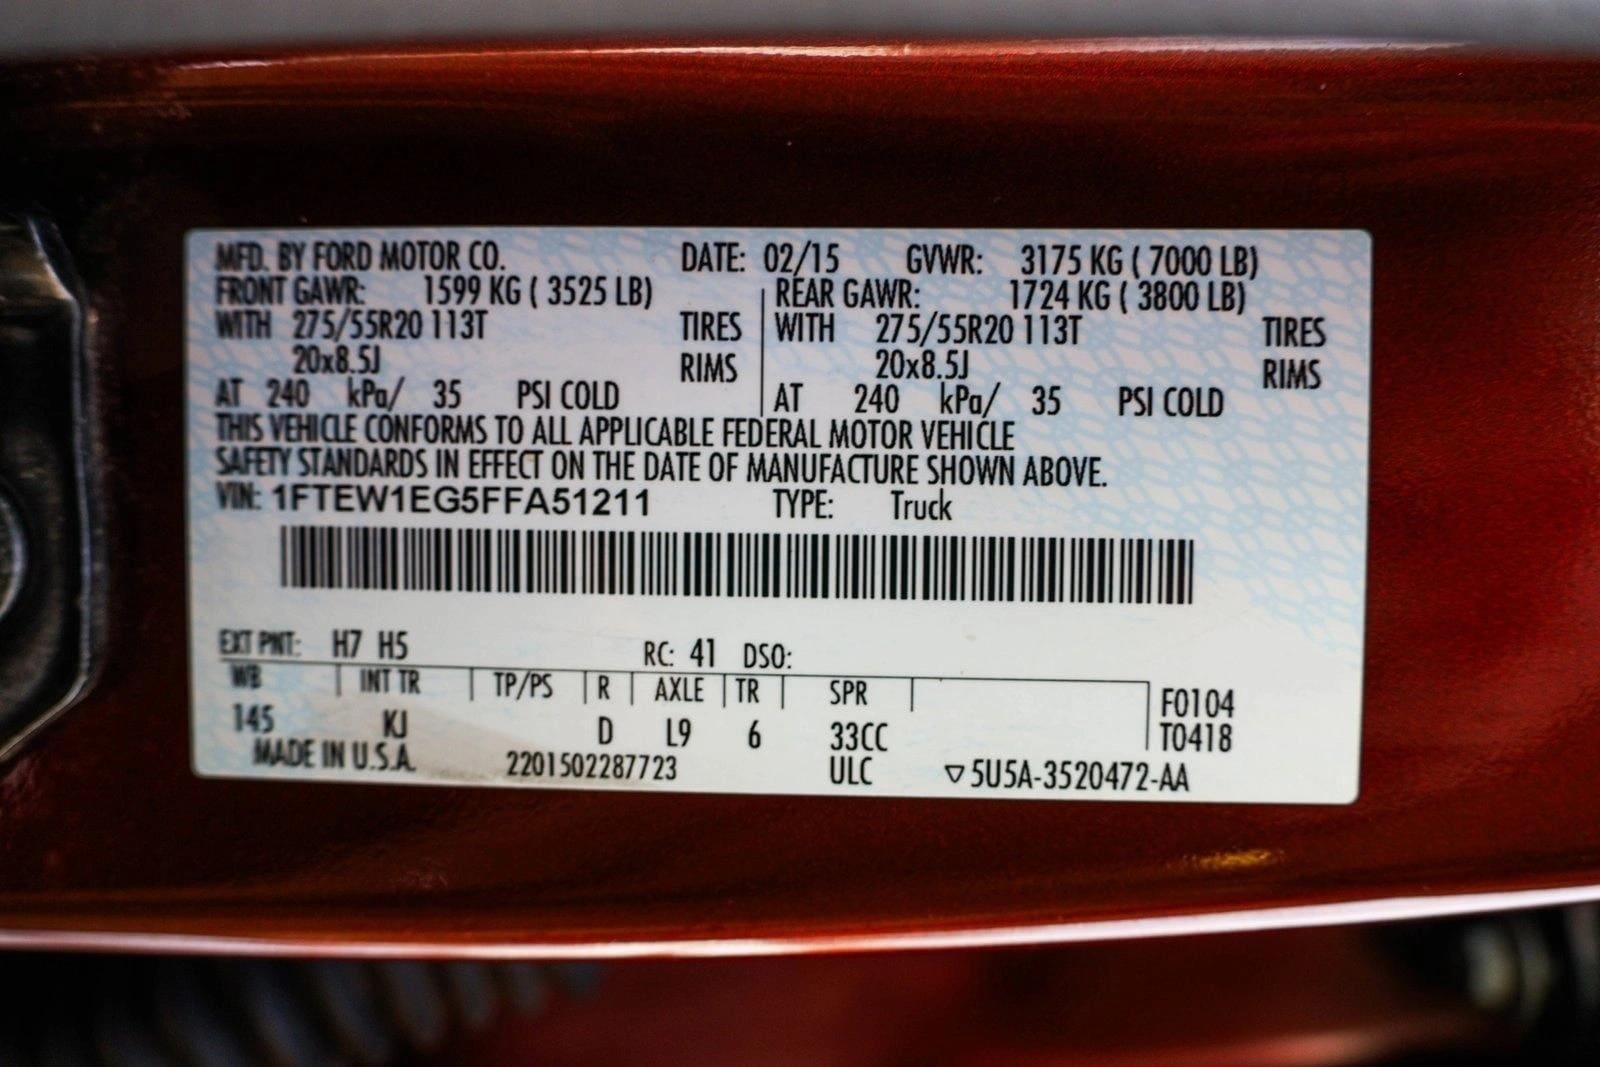 MFD. BY FORD MOTOR CO. DATE: 02/15 GVWR: 3175 KG ( 7000 LB)
FRONT GAWR: 1599 KG ( 3525 LB) REAR GAWR: 1724 KG ( 3800 LB)
WITH 275/55R20 113T TIRES WITH 275/55R20 113T TIRES
20x8.5J RIMS 20x8.5J RIMS
AT 240 kPa/ 35 PSI COLD AT 240 kPa/ 35 PSI COLD
THIS VEHICLE CONFORMS TO ALL APPLICABLE FEDERAL MOTOR VEHICLE
SAFETY STANDARDS IN EFFECT ON THE DATE OF MANUFACTURE SHOWN ABOVE.
VIN: 1FTEW1EG5FFA51211 TYPE: Truck
EXT PNT: H7 H5 RC: 41 DSO:
WB INT TR TP/PS R AXLE TR SPR F0104
145 KJ D L9 6 33CC T0418
MADE IN U.S.A. 2201502287723 ULC ▽5U5A-3520472-AA